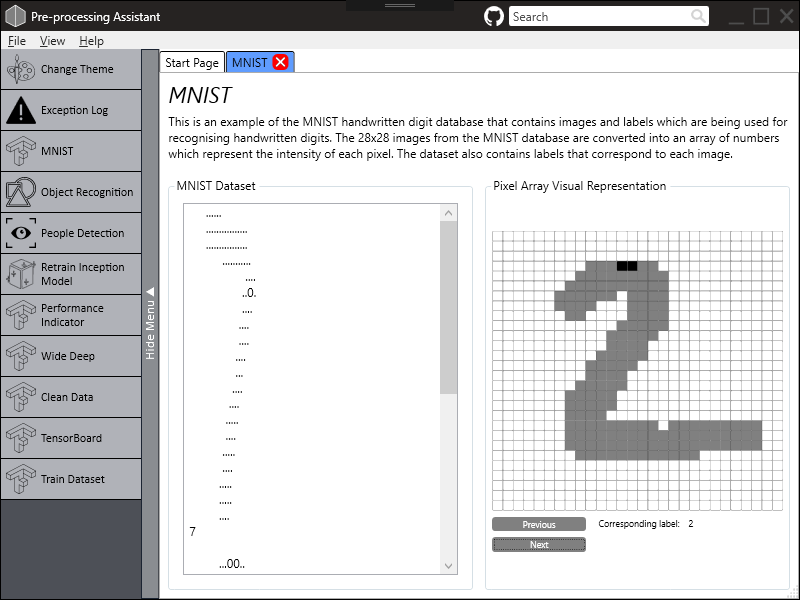 Pre-processing Assistant
Search
File View Help
Change Theme
Exception Log
MNIST
Object Recognition
People Detection
Retrain Inception
Model
Performance
Indicator
Wide Deep
Clean Data
TensorBoard
Train Dataset
Hide Menu
Start Page
MNIST
MNIST
This is an example of the MNIST handwritten digit database that contains images and labels which are being used for
recognising handwritten digits. The 28x28 images from the MNIST database are converted into an array of numbers
which represent the intensity of each pixel. The dataset also contains labels that correspond to each image.
MNIST Dataset
......
...............
...............
...........
....
..0.
....
....
....
....
...
....
....
.....
....
.....
....
.....
.....
....
7
...00..
Pixel Array Visual Representation
Previous
Corresponding label: 2
Next